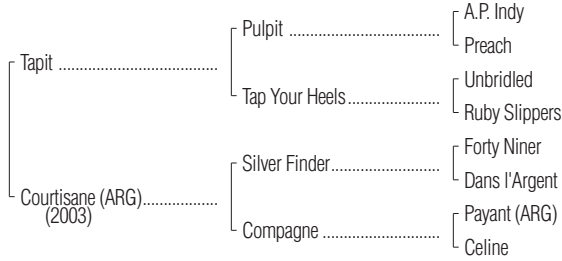 A.P. Indy
Pulpit
Preach
Tapit
Unbridled
Tap Your Heels
Ruby Slippers
Forty Niner
Silver Finder
Dans l'Argent
Courtisane (ARG)
(2003)
Payant (ARG)
Compagne
Celine